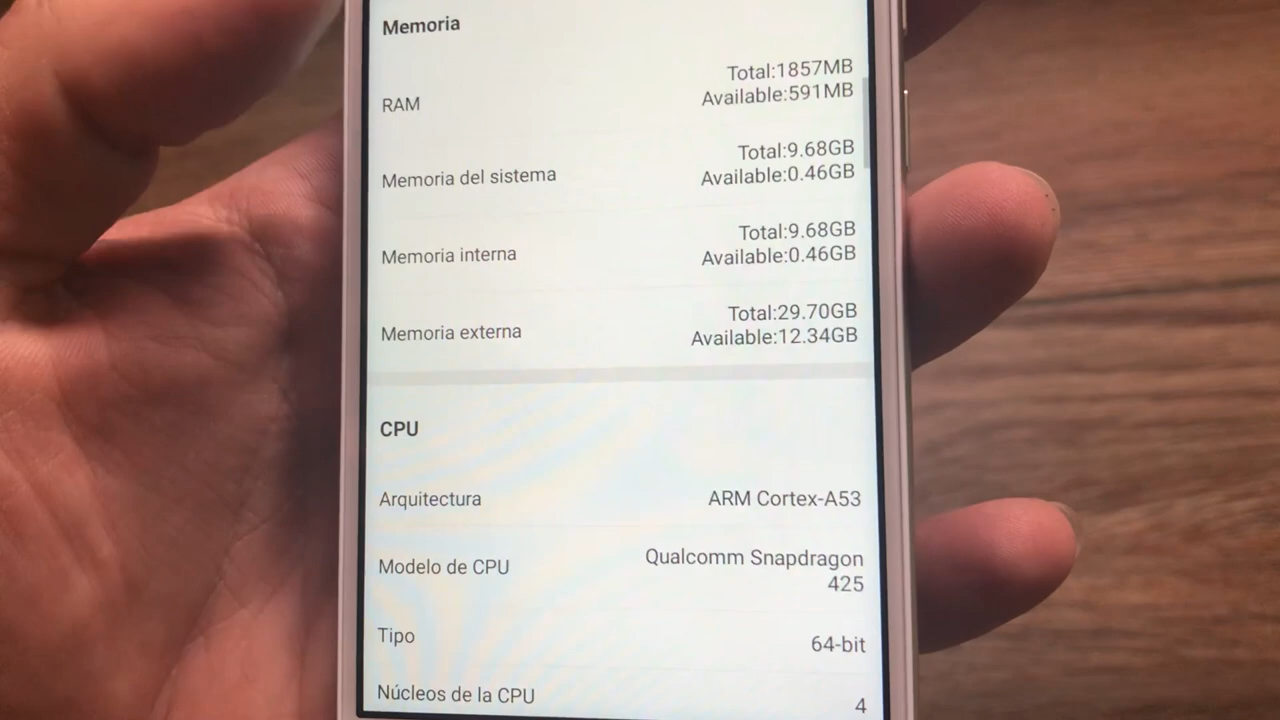 Memoria
RAM
Total:1857MB
Available:591MB
Memoria del sistema
Total:9.68GB
Available:0.46GB
Memoria interna
Total:9.68GB
Available:0.46GB
Memoria externa
Total:29.70GB
Available:12.34GB
CPU
Arquitectura
ARM Cortex-A53
Modelo de CPU
Qualcomm Snapdragon
425
Tipo
64-bit
Núcleos de la CPU
4